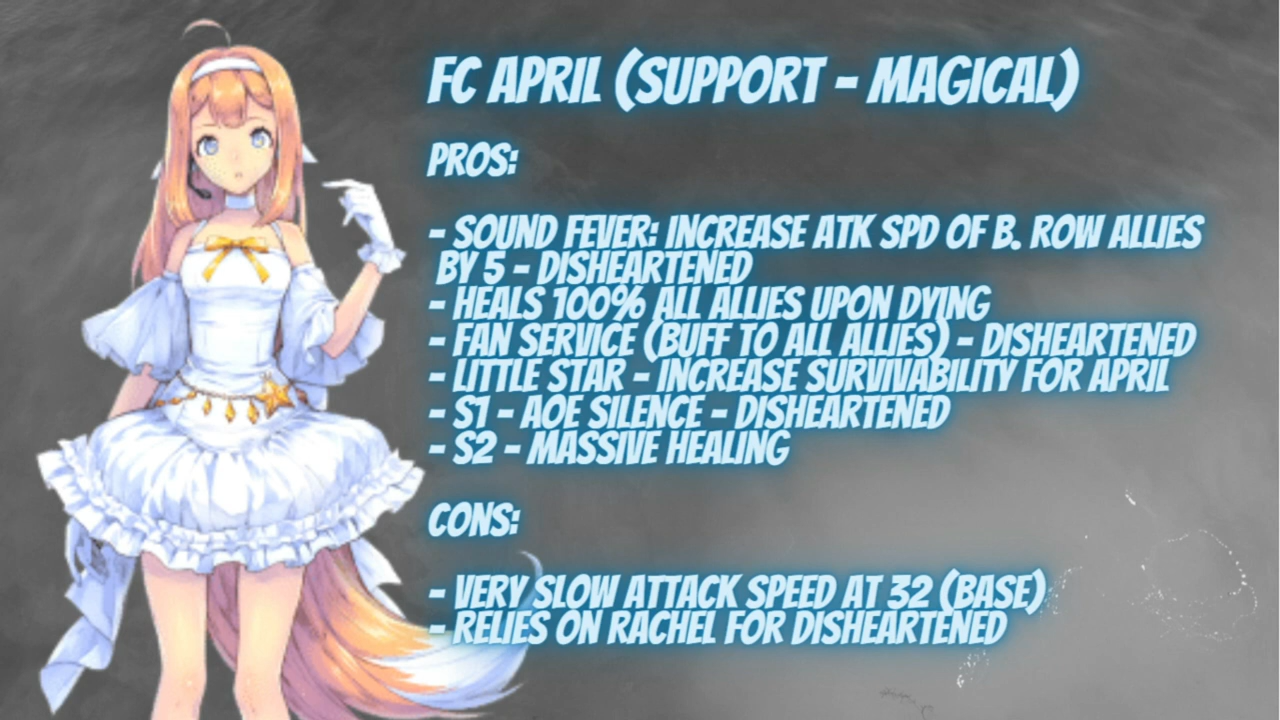 FC APRIL (SUPPORT - MAGICAL)
PROS:
- SOUND FEVER: INCREASE ATK SPD OF B. ROW ALLIES
BY 5 - DISHEARTENED
- HEALS 100% ALL ALLIES UPON DYING
- FAN SERVICE (BUFF TO ALL ALLIES) - DISHEARTENED
- LITTLE STAR - INCREASE SURVIVABILITY FOR APRIL
- S1 - AOE SILENCE - DISHEARTENED
- S2 - MASSIVE HEALING
CONS:
- VERY SLOW ATTACK SPEED AT 32 (BASE)
- RELIES ON RACHEL FOR DISHEARTENED